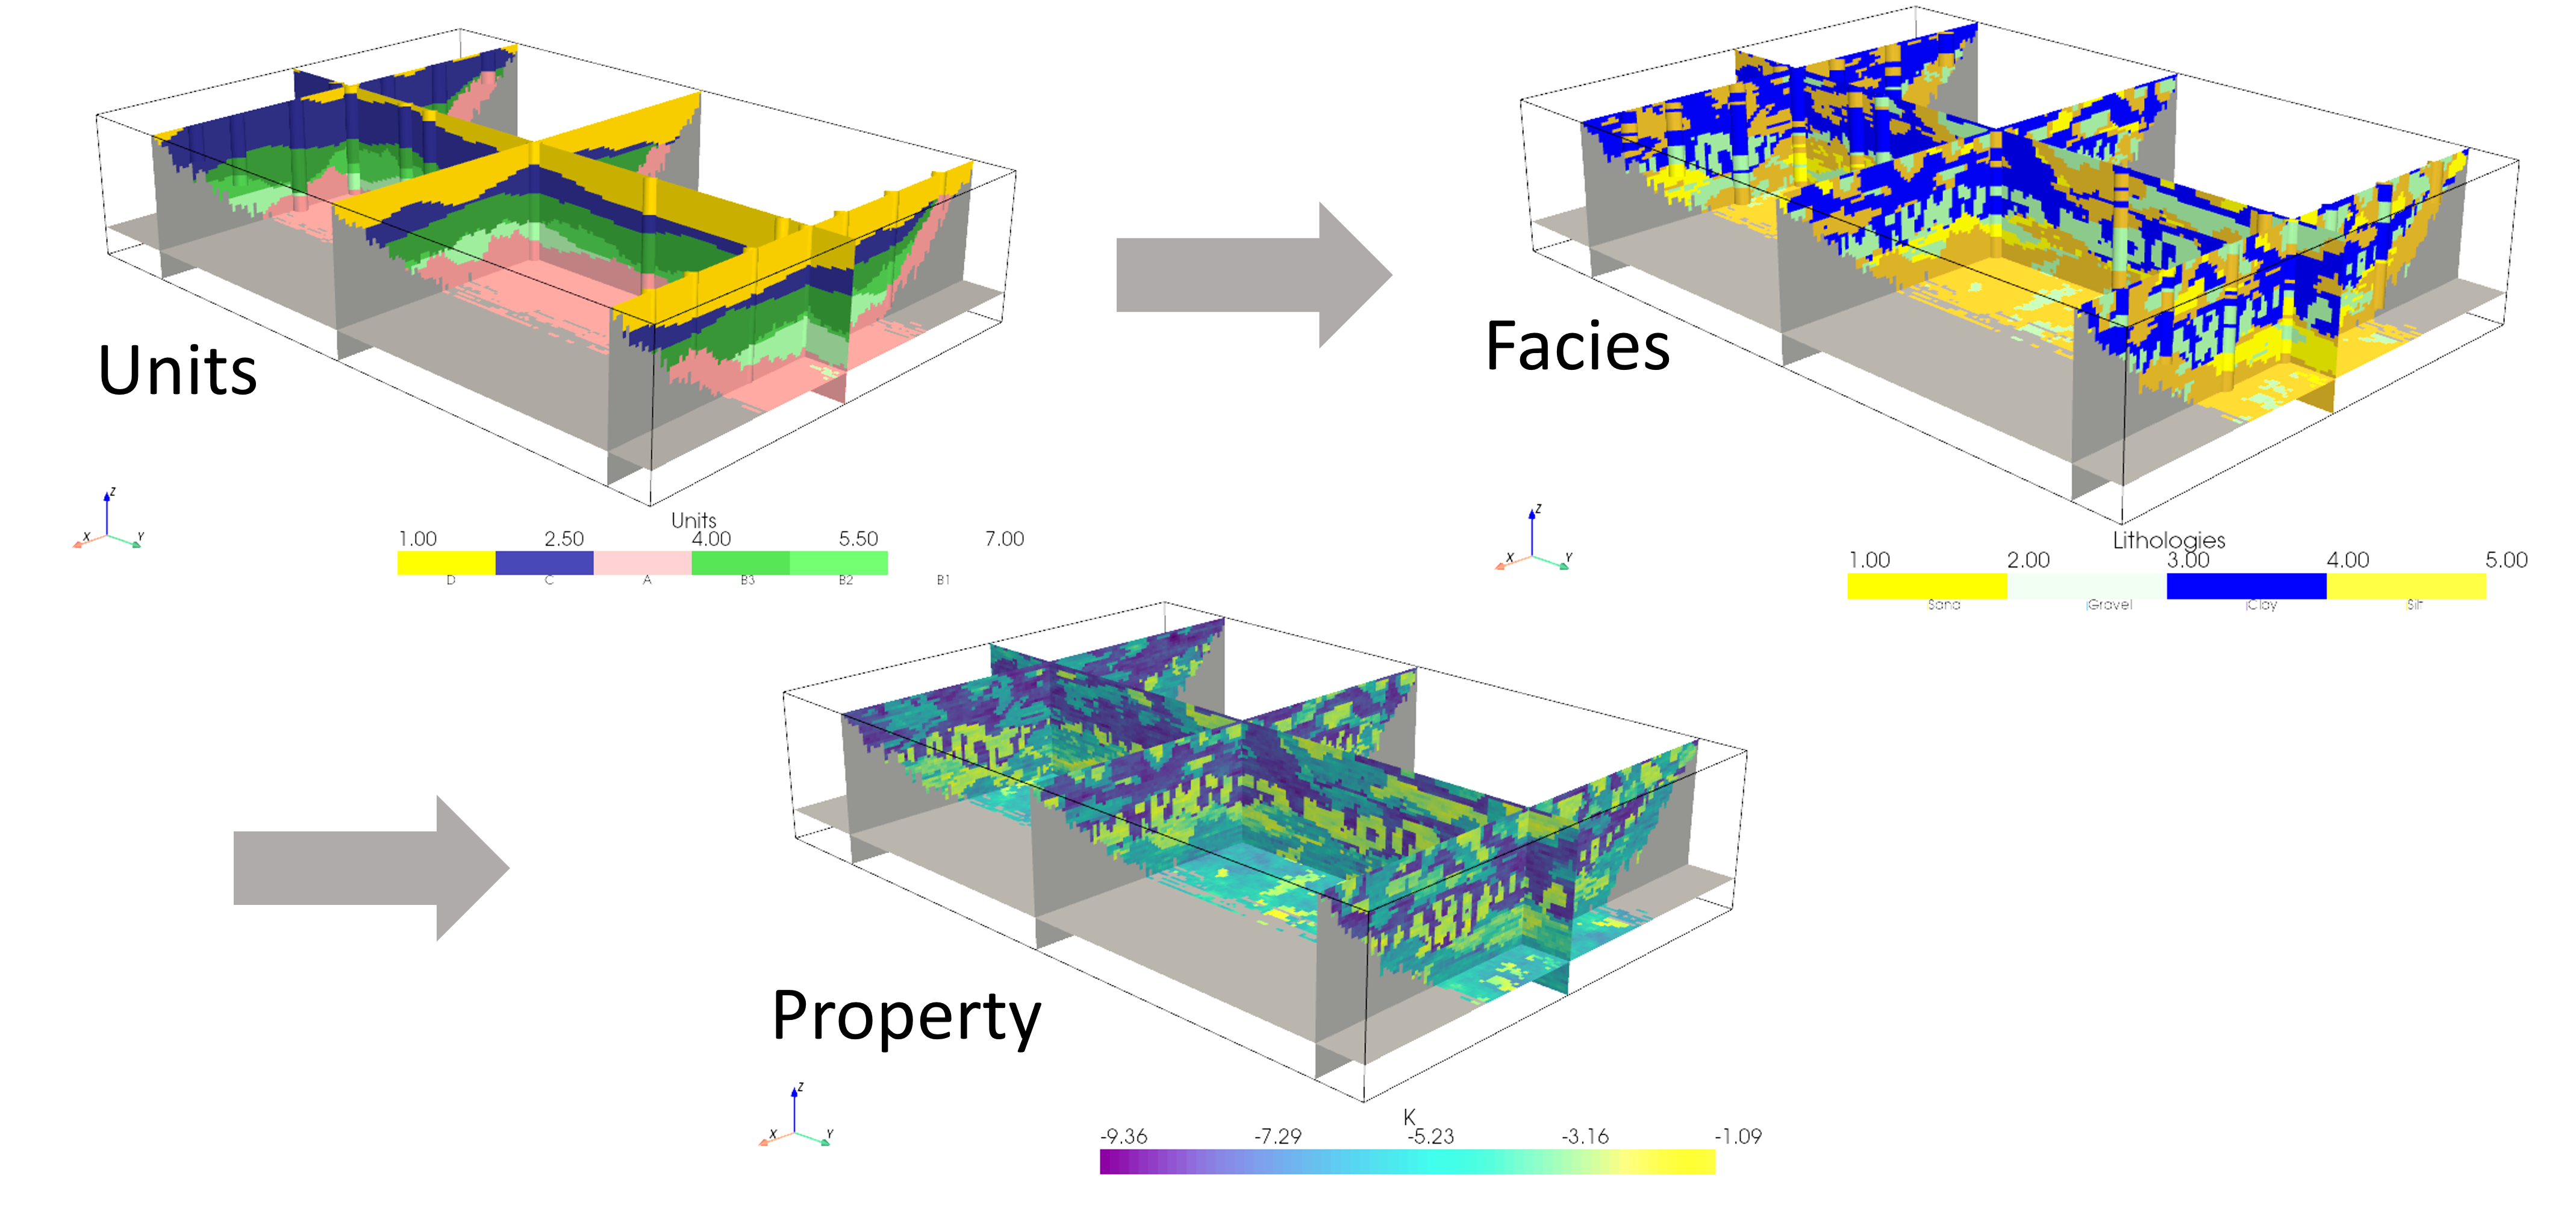 Units
Z
X
Y
Units
1.00 2.50 4.00 5.50 7.00
D C A B3 B2 B1
Facies
Z
X
Y
Lithologies
1.00 2.00 3.00 4.00 5.00
Sand Gravel Clay Silt
Property
Z
X
Y
K
-9.36 -7.29 -5.23 -3.16 -1.09